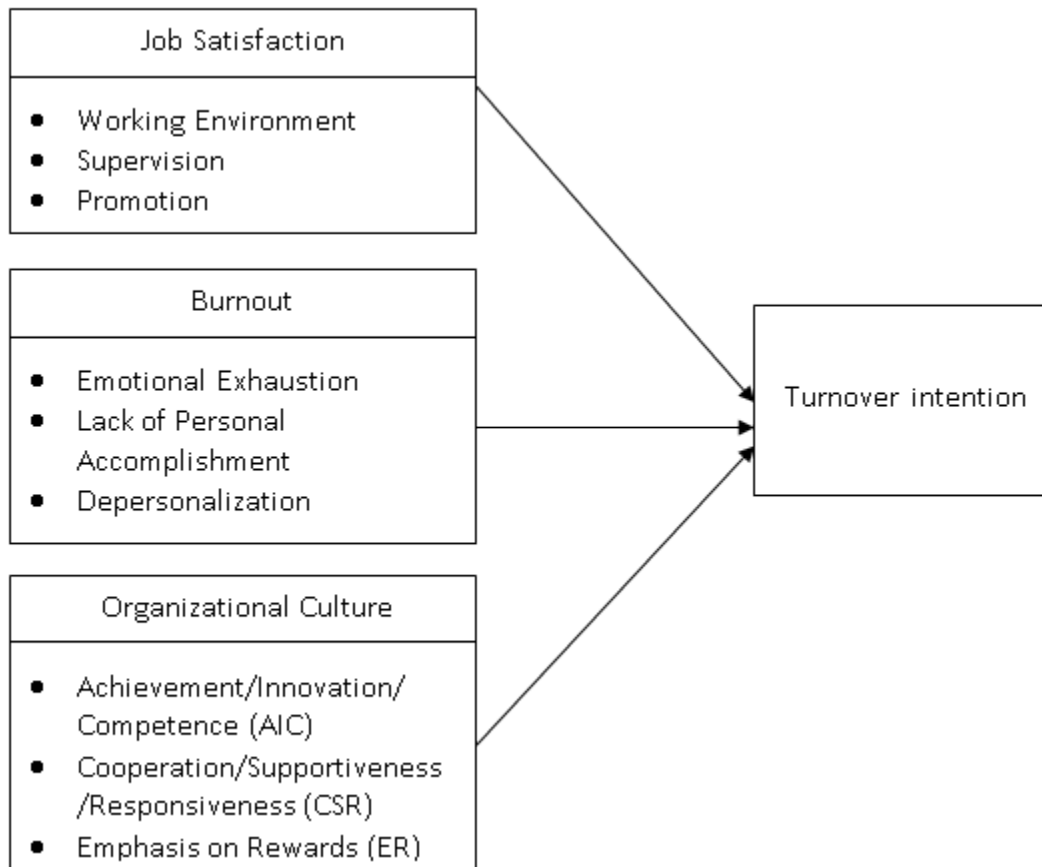 Job Satisfaction
● Working Environment
● Supervision
● Promotion
Burnout
● Emotional Exhaustion
● Lack of Personal
Accomplishment
● Depersonalization
Turnover intention
Organizational Culture
● Achievement/Innovation/
Competence (AIC)
● Cooperation/Supportiveness
/Responsiveness (CSR)
● Emphasis on Rewards (ER)